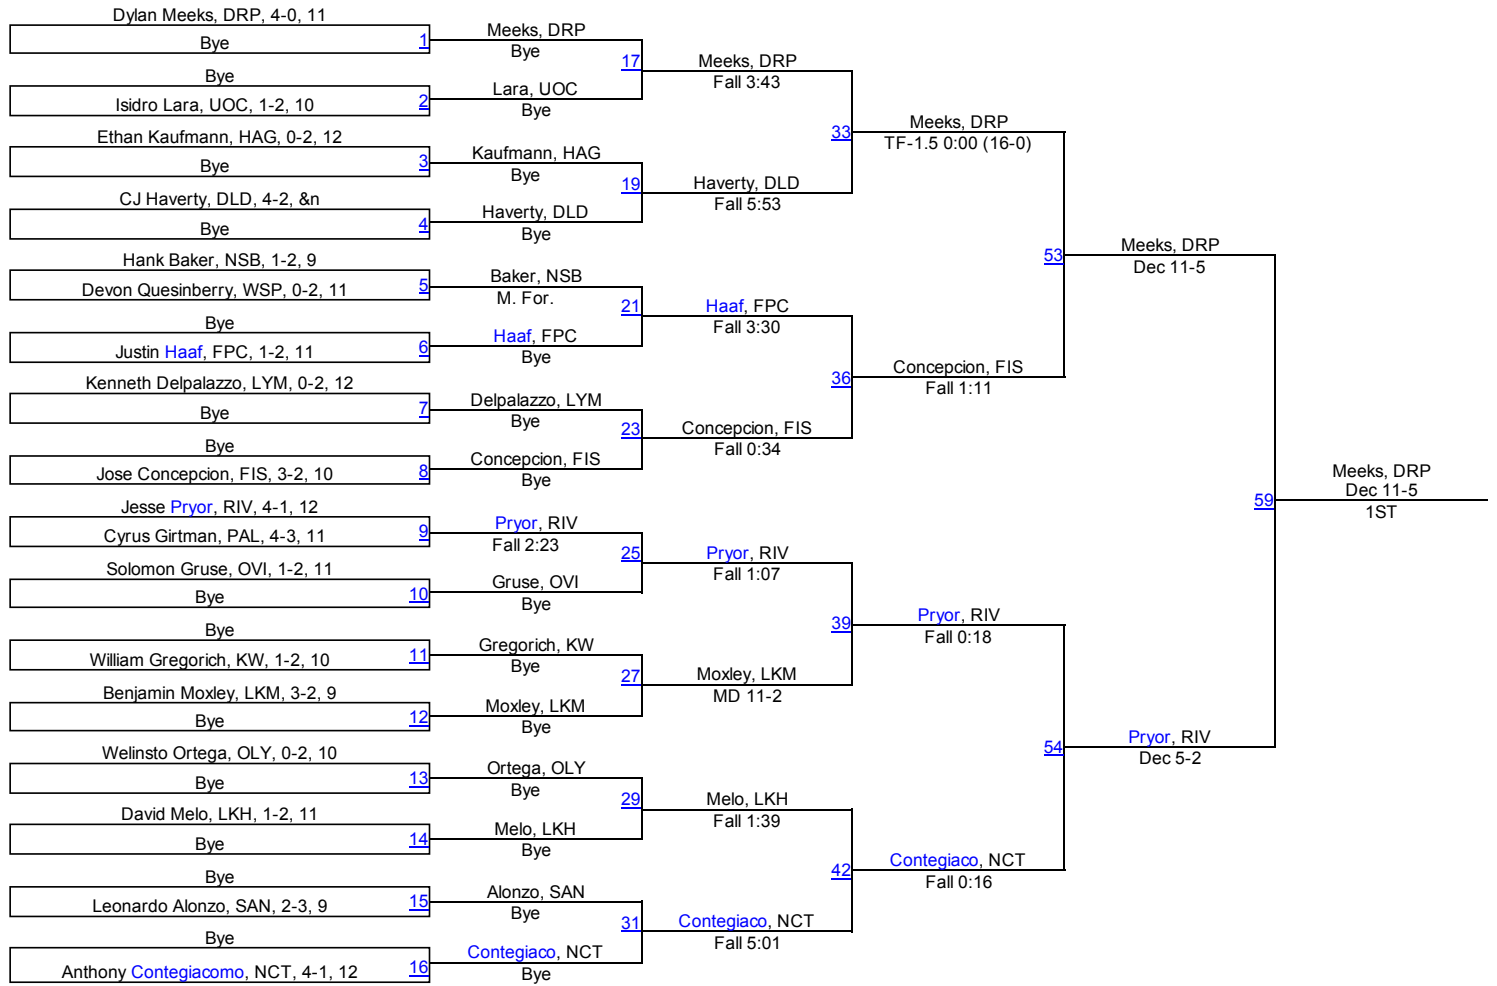 Dylan Meeks, DRP, 4-0, 11
Bye
1
Bye
Isidro Lara, UOC, 1-2, 10
2
Ethan Kaufmann, HAG, 0-2, 12
Bye
3
CJ Haverty, DLD, 4-2, &n
Bye
4
Hank Baker, NSB, 1-2, 9
Devon Quesinberry, WSP, 0-2, 11
5
Bye
Justin Haaf, FPC, 1-2, 11
6
Kenneth Delpalazzo, LYM, 0-2, 12
Bye
7
Bye
Jose Concepcion, FIS, 3-2, 10
8
Jesse Pryor, RIV, 4-1, 12
Cyrus Girtman, PAL, 4-3, 11
9
Solomon Gruse, OVI, 1-2, 11
Bye
10
Bye
William Gregorich, KW, 1-2, 10
11
Benjamin Moxley, LKM, 3-2, 9
Bye
12
Welinsto Ortega, OLY, 0-2, 10
Bye
13
David Melo, LKH, 1-2, 11
Bye
14
Bye
Leonardo Alonzo, SAN, 2-3, 9
15
Bye
Anthony Contegiacomo, NCT, 4-1, 12
16
Meeks, DRP
Bye
17
Lara, UOC
Bye
Kaufmann, HAG
Bye
19
Haverty, DLD
Bye
Baker, NSB
M. For.
21
Haaf, FPC
Bye
Delpalazzo, LYM
Bye
23
Concepcion, FIS
Bye
Pryor, RIV
Fall 2:23
25
Gruse, OVI
Bye
Gregorich, KW
Bye
27
Moxley, LKM
Bye
Ortega, OLY
Bye
29
Melo, LKH
Bye
Alonzo, SAN
Bye
31
Contegiaco, NCT
Bye
Meeks, DRP
Fall 3:43
33
Haverty, DLD
Fall 5:53
Haaf, FPC
Fall 3:30
36
Concepcion, FIS
Fall 0:34
Pryor, RIV
Fall 1:07
39
Moxley, LKM
MD 11-2
Melo, LKH
Fall 1:39
42
Contegiaco, NCT
Fall 5:01
Meeks, DRP
TF-1.5 0:00 (16-0)
53
Concepcion, FIS
Fall 1:11
Pryor, RIV
Fall 0:18
54
Contegiaco, NCT
Fall 0:16
Meeks, DRP
Dec 11-5
59
Pryor, RIV
Dec 5-2
Meeks, DRP
Dec 11-5
1ST